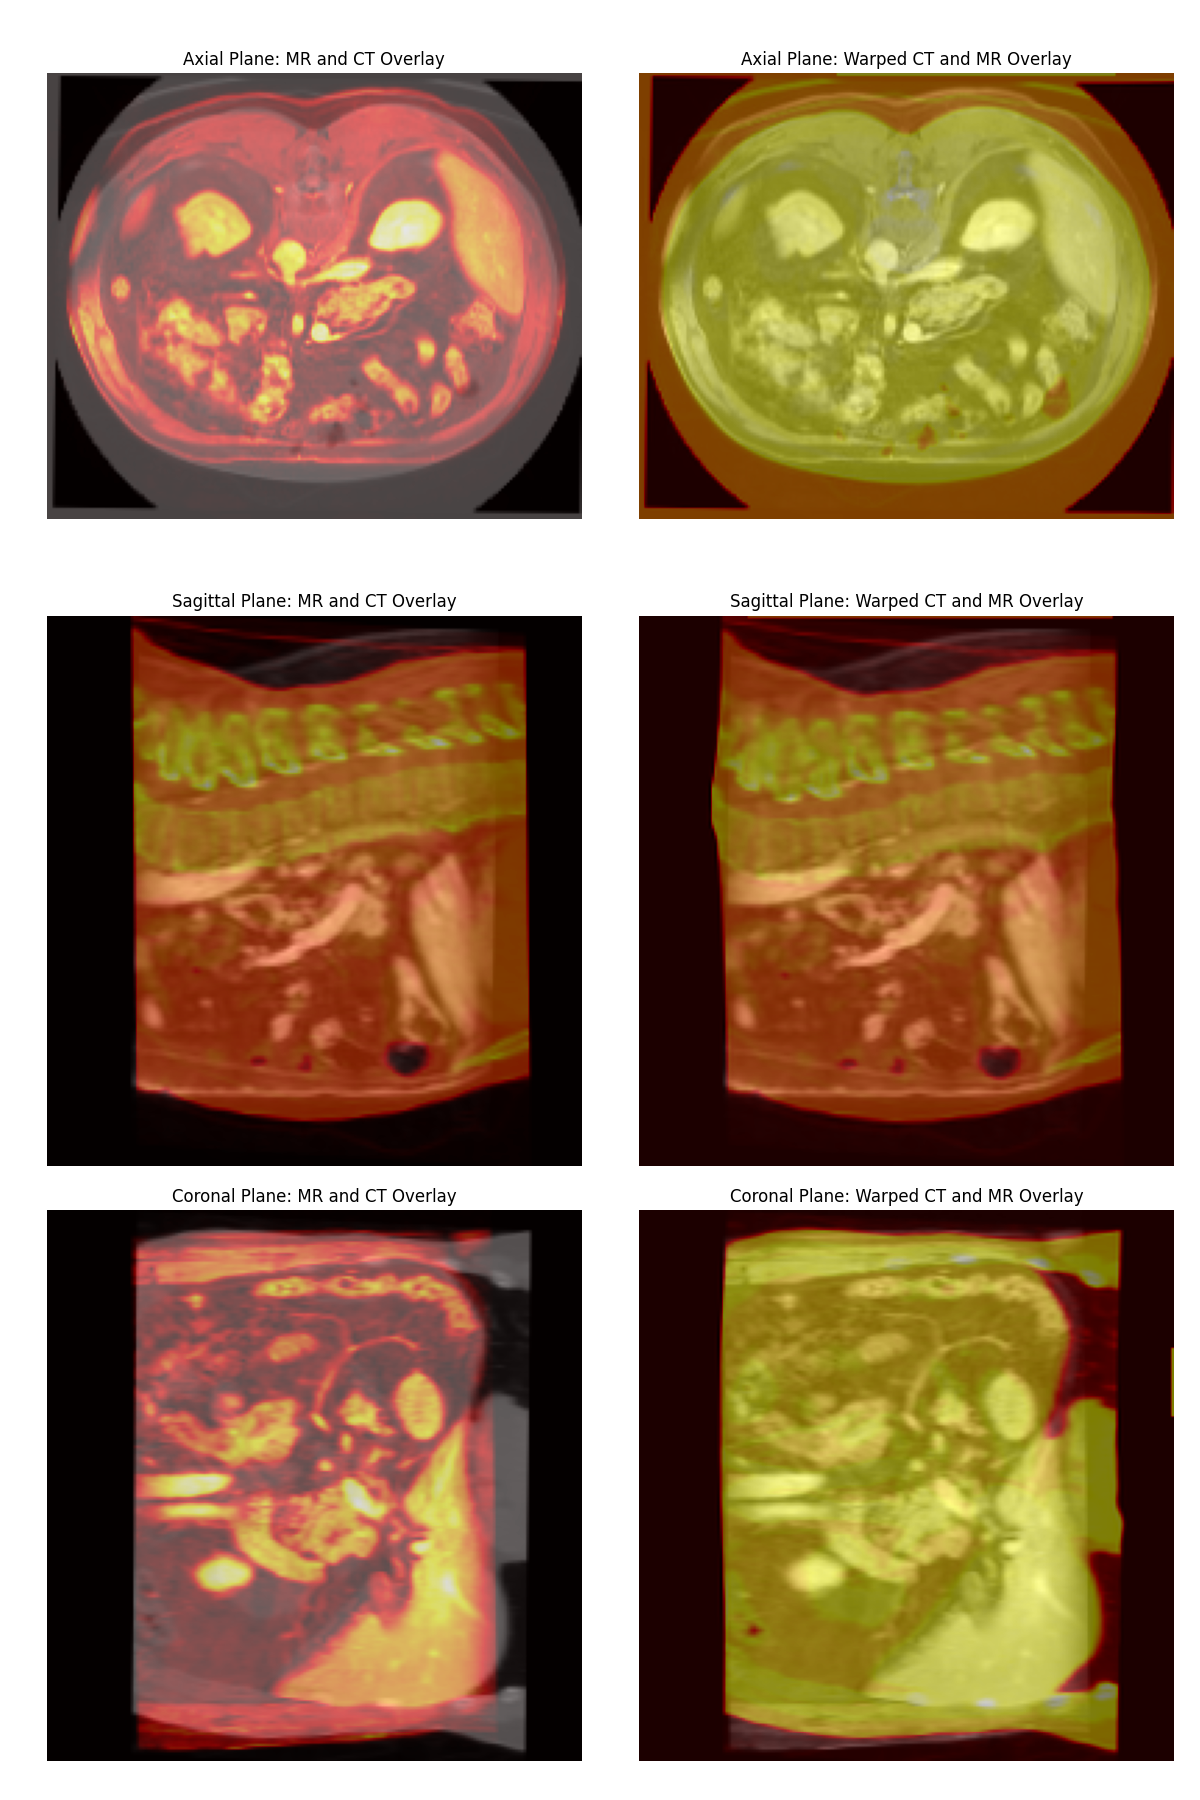 Axial Plane: MR and CT Overlay
Axial Plane: Warped CT and MR Overlay
Sagittal Plane: MR and CT Overlay
Sagittal Plane: Warped CT and MR Overlay
Coronal Plane: MR and CT Overlay
Coronal Plane: Warped CT and MR Overlay